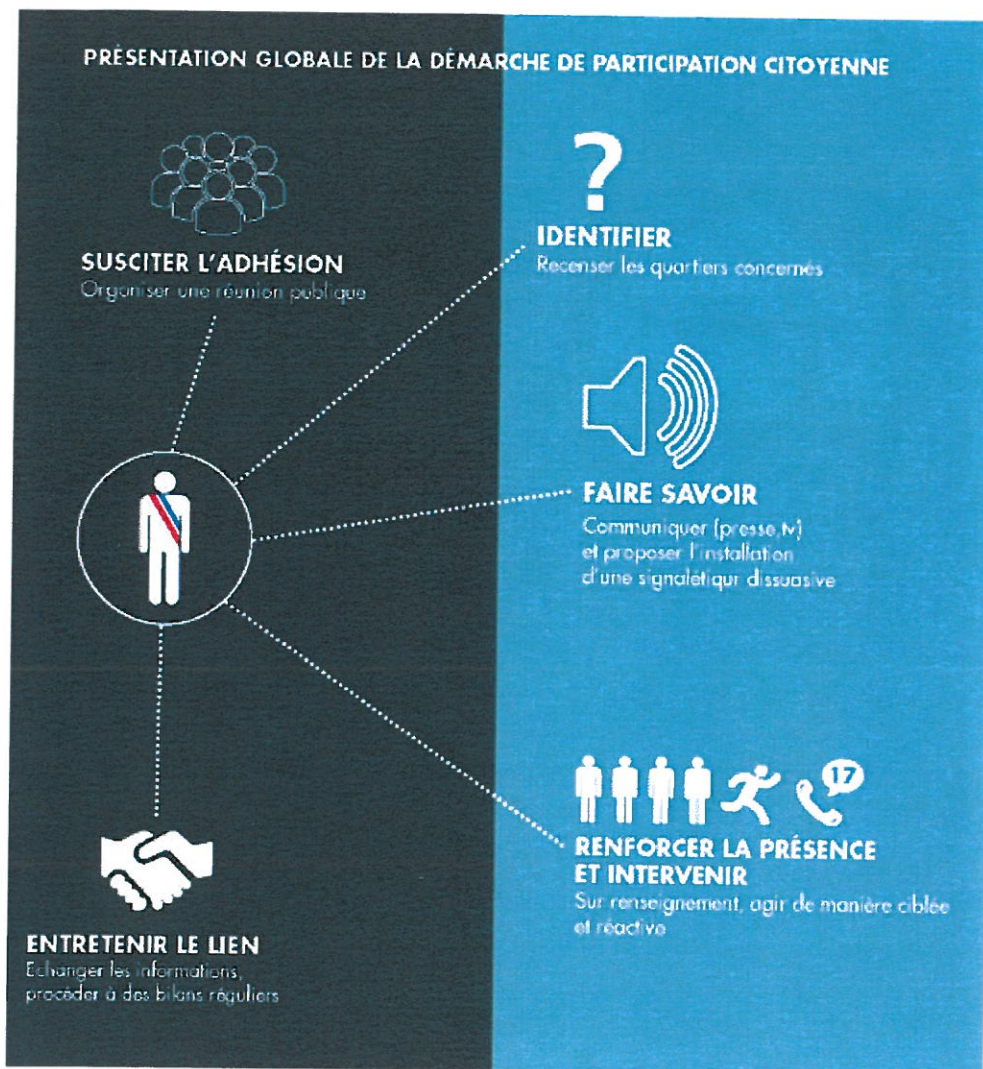 PRÉSENTATION GLOBALE DE LA DÉMARCHE DE PARTICIPATION CITOYENNE
SUSCITER L'ADHÉSION
Organiser une réunion publique
?
IDENTIFIER
Recenser les quartiers concernés
FAIRE SAVOIR
Communiquer (presse,tv)
et proposer l'installation
d'une signalétiqur dissuasive
17
RENFORCER LA PRÉSENCE
ET INTERVENIR
Sur renseignement, agir de manière ciblée
et réactive
ENTRETENIR LE LIEN
Echanger les informations,
procéder à des bilans réguliers